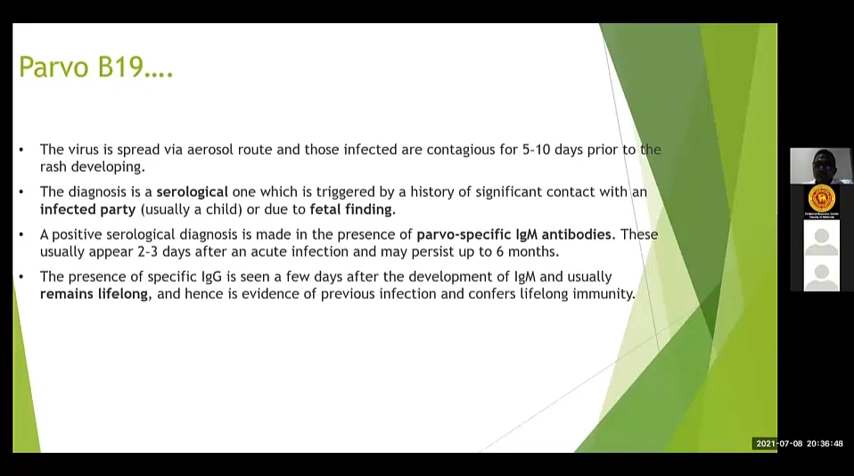 Parvo B19....
• The virus is spread via aerosol route and those infected are contagious for 5-10 days prior to the
rash developing.
• The diagnosis is a serological one which is triggered by a history of significant contact with an
infected party (usually a child) or due to fetal finding.
• A positive serological diagnosis is made in the presence of parvo-specific IgM antibodies. These
usually appear 2-3 days after an acute infection and may persist up to 6 months.
• The presence of specific IgG is seen a few days after the development of IgM and usually
remains lifelong, and hence is evidence of previous infection and confers lifelong immunity.
2021-07-08 20:36:48